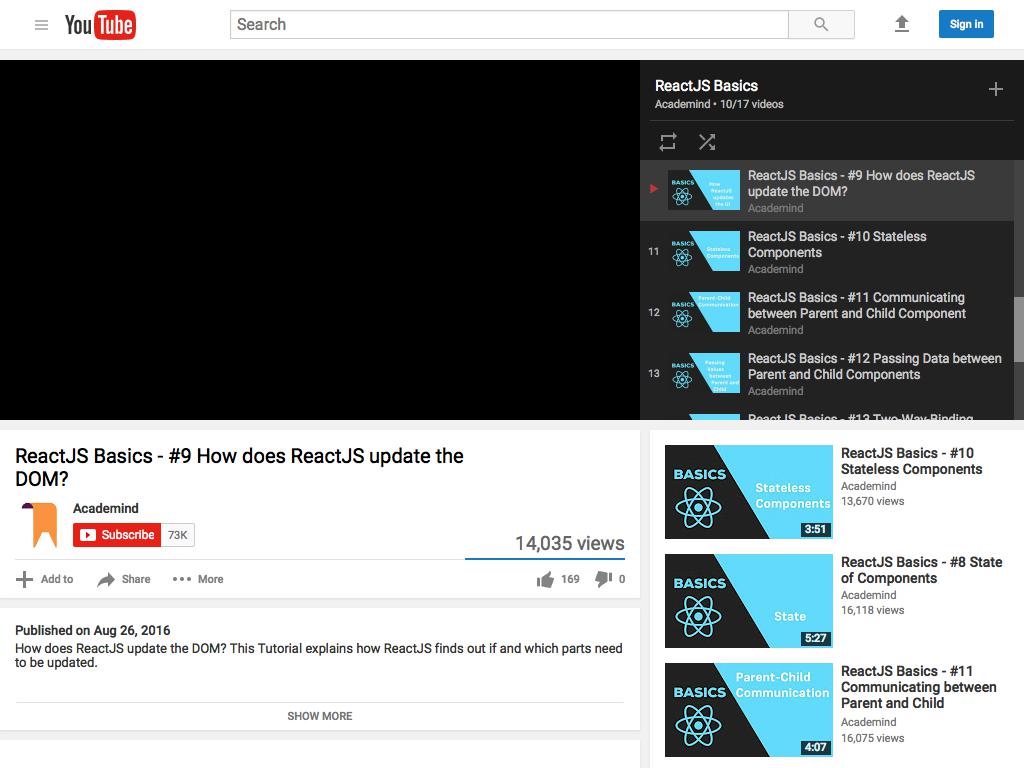 YouTube
Search
Sign in
ReactJS Basics
Academind • 10/17 videos
BASICS
How
ReactJS
updates
the UI
ReactJS Basics - #9 How does ReactJS
update the DOM?
Academind
11
BASICS
Stateless
Components
ReactJS Basics - #10 Stateless
Components
Academind
12
BASICS
Parent-Child
Communication
ReactJS Basics - #11 Communicating
between Parent and Child Component
Academind
13
BASICS
Passing
Values
between
Parent and
Child
ReactJS Basics - #12 Passing Data between
Parent and Child Components
Academind
ReactJS Basics - #13 Two-Way-Binding
ReactJS Basics - #9 How does ReactJS update the
DOM?
Academind
Subscribe 73K
14,035 views
Add to Share More
169 0
Published on Aug 26, 2016
How does ReactJS update the DOM? This Tutorial explains how ReactJS finds out if and which parts need
to be updated.
SHOW MORE
BASICS
Stateless
Components
3:51
ReactJS Basics - #10
Stateless Components
Academind
13,670 views
BASICS
State
5:27
ReactJS Basics - #8 State
of Components
Academind
16,118 views
BASICS
Parent-Child
Communication
4:07
ReactJS Basics - #11
Communicating between
Parent and Child
Academind
16,075 views